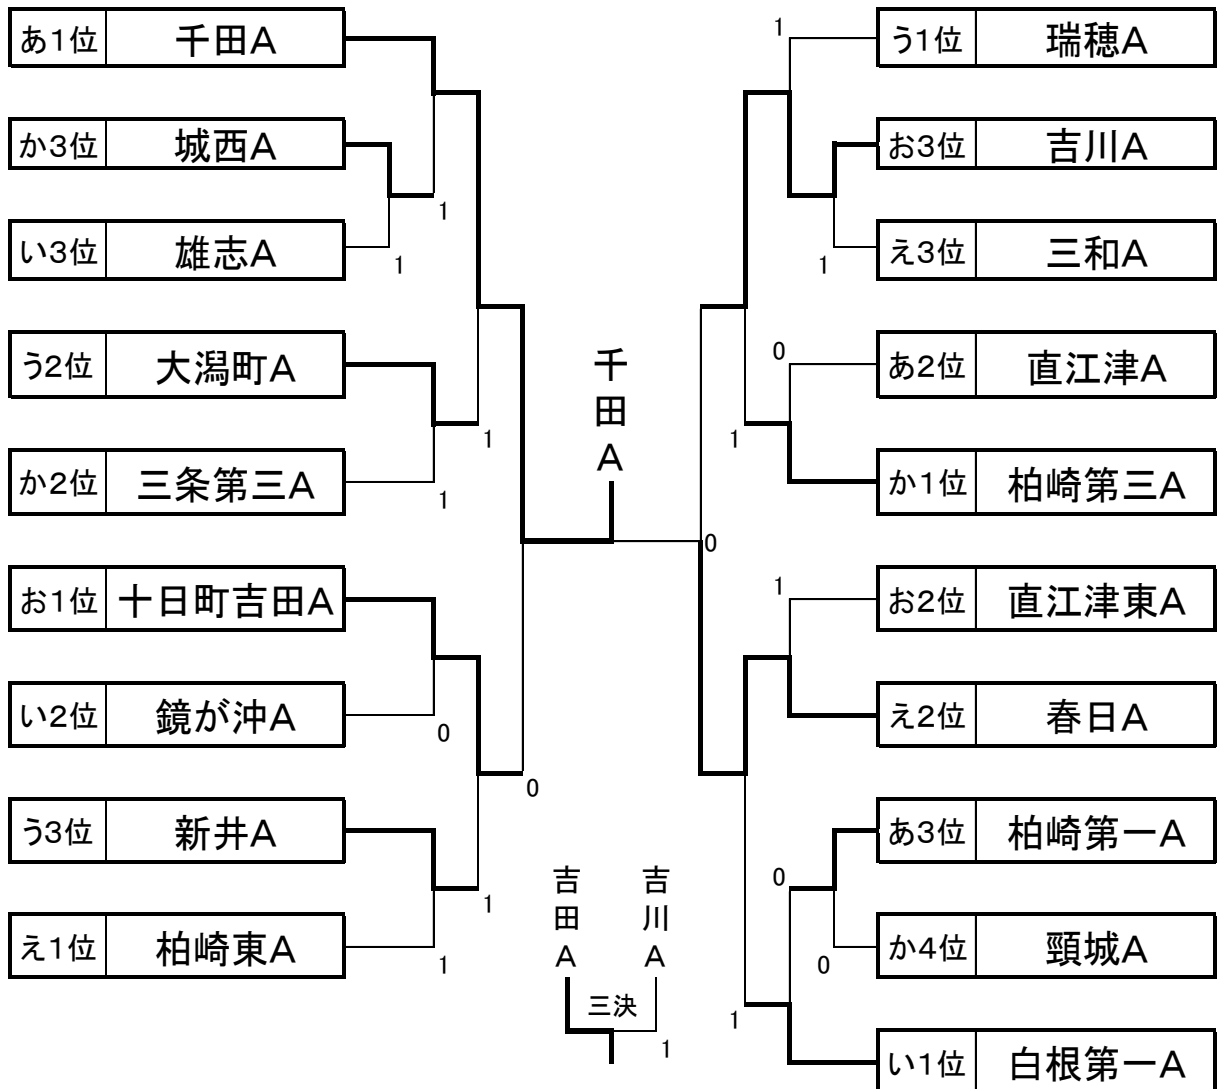 あ1位 千田A
か3位 城西A
1
い3位 雄志A
1
う2位 大潟町A
1
か2位 三条第三A
1
お1位 十日町吉田A
い2位 鏡が沖A
0
0
う3位 新井A
1
え1位 柏崎東A
1
千田A
0
吉田A
吉川A
三決
1
1
う1位 瑞穂A
お3位 吉川A
え3位 三和A
1
0
あ2位 直江津A
1
か1位 柏崎第三A
1
お2位 直江津東A
え2位 春日A
あ3位 柏崎第一A
0
か4位 頸城A
0
1
い1位 白根第一A